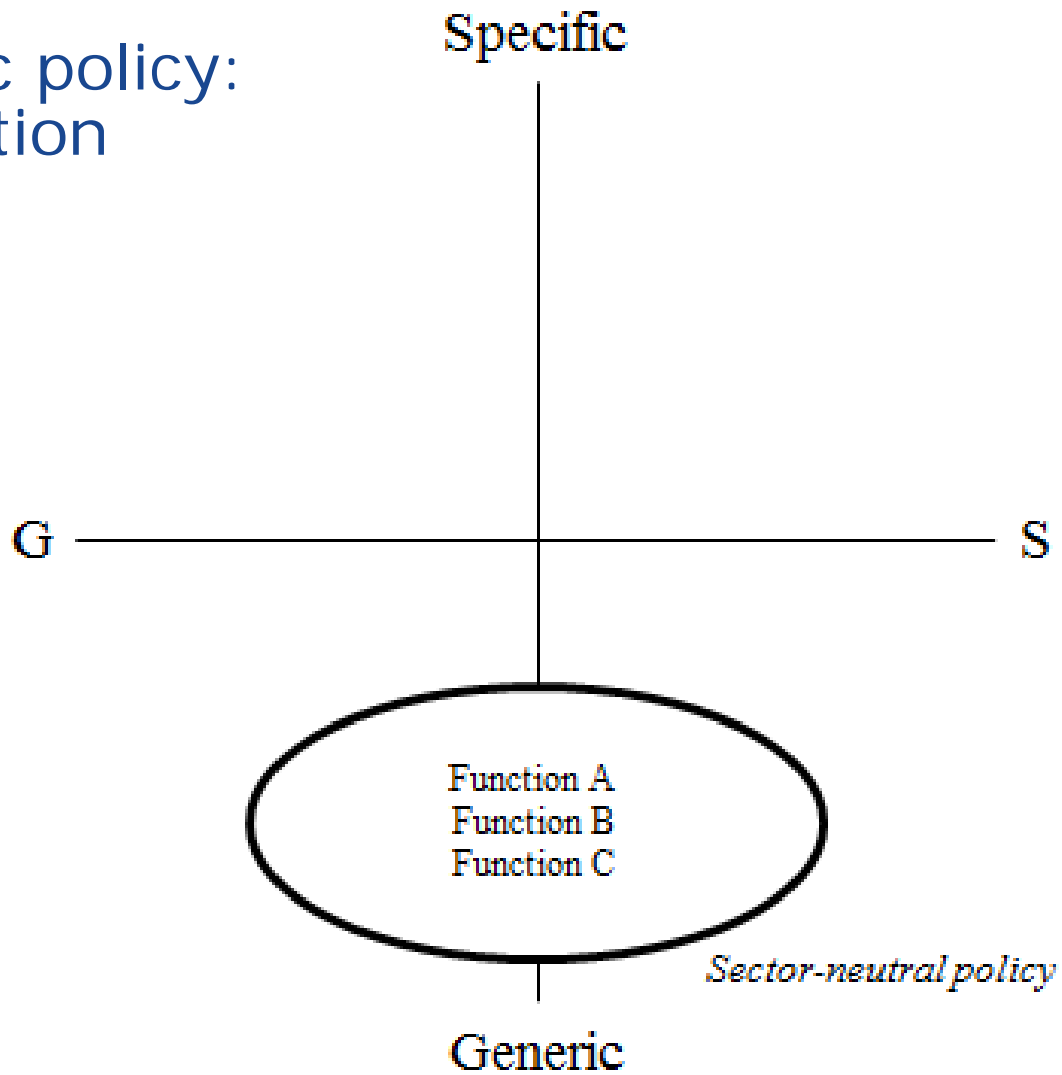 Specific
c policy:
tion
G
S
Function A
Function B
Function C
Sector-neutral policy
Generic